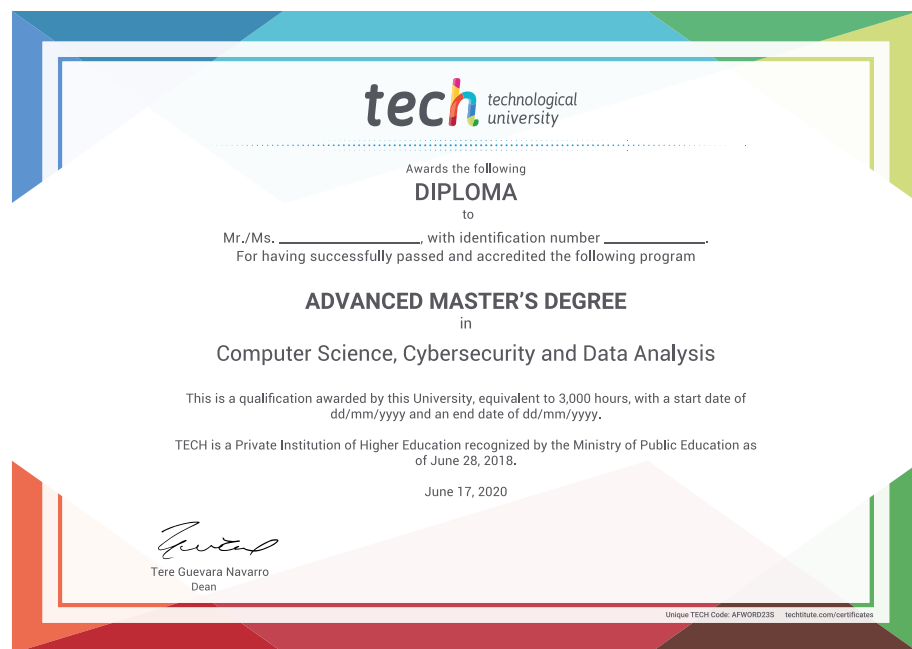 tech technological
university
Awards the following
DIPLOMA
to
Mr./Ms. ____________________, with identification number ______________.
For having successfully passed and accredited the following program
ADVANCED MASTER'S DEGREE
in
Computer Science, Cybersecurity and Data Analysis
This is a qualification awarded by this University, equivalent to 3,000 hours, with a start date of
dd/mm/yyyy and an end date of dd/mm/yyyy.
TECH is a Private Institution of Higher Education recognized by the Ministry of Public Education as
of June 28, 2018.
June 17, 2020
Tere Guevara Navarro
Dean
Unique TECH Code: AFWORD23S techtitute.com/certificates